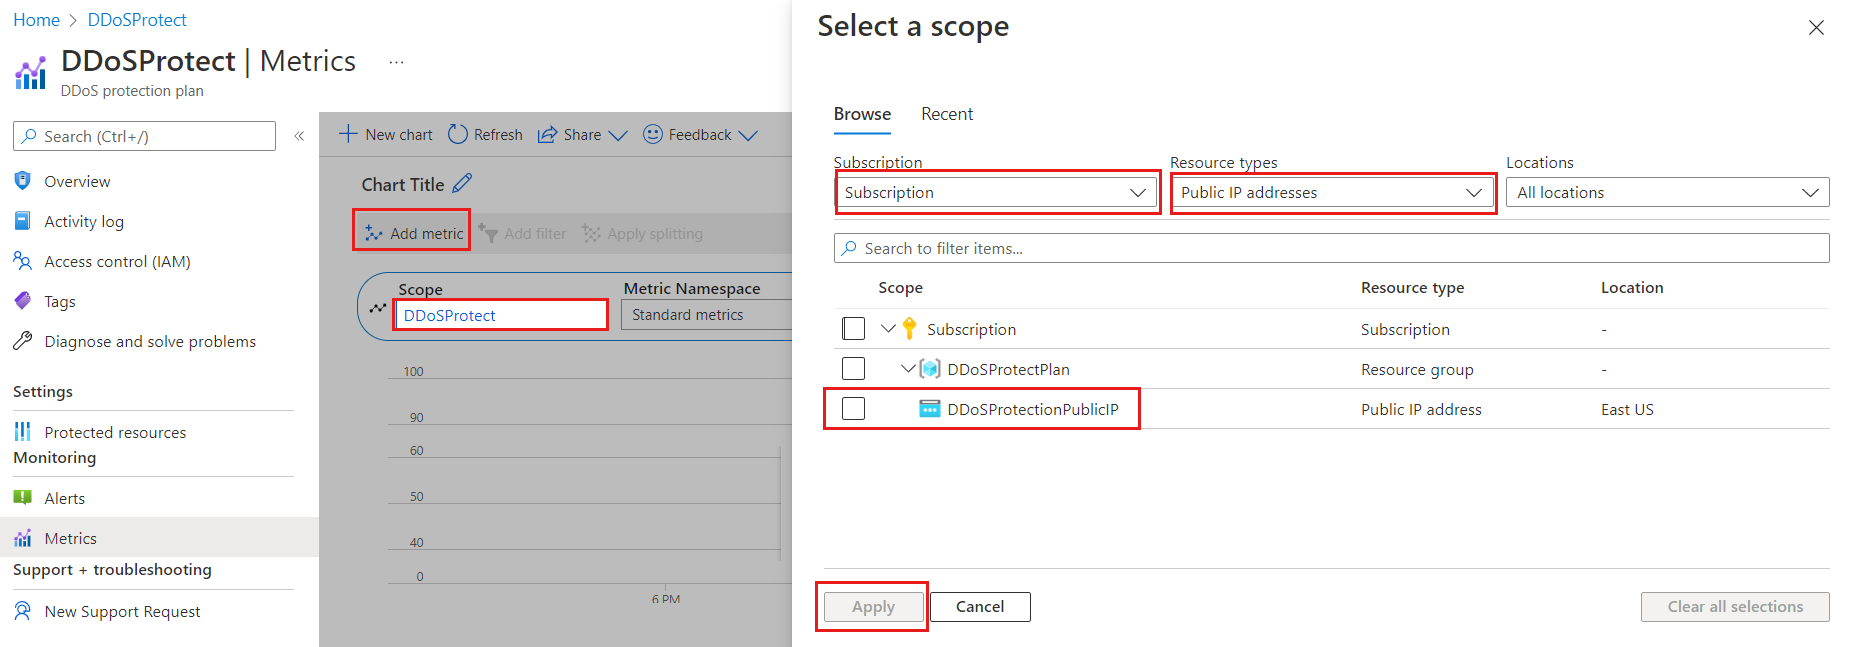 Home > DDoSProtect
DDoSProtect | Metrics ...
DDoS protection plan
Search (Ctrl+/) «
Overview
Activity log
Access control (IAM)
Tags
Diagnose and solve problems
Settings
Protected resources
Monitoring
Alerts
Metrics
Support + troubleshooting
New Support Request
New chart Refresh Share Feedback
Chart Title
Add metric Add filter Apply splitting
Scope Metric Namespace
DDoSProtect Standard metrics
100
90
60
50
40
0
6 PM
Select a scope
Browse Recent
Subscription Resource types Locations
Subscription Public IP addresses All locations
Search to filter items...
Scope Resource type Location
Subscription Subscription -
DDoSProtectPlan Resource group -
DDoSProtectionPublicIP Public IP address East US
Apply Cancel Clear all selections